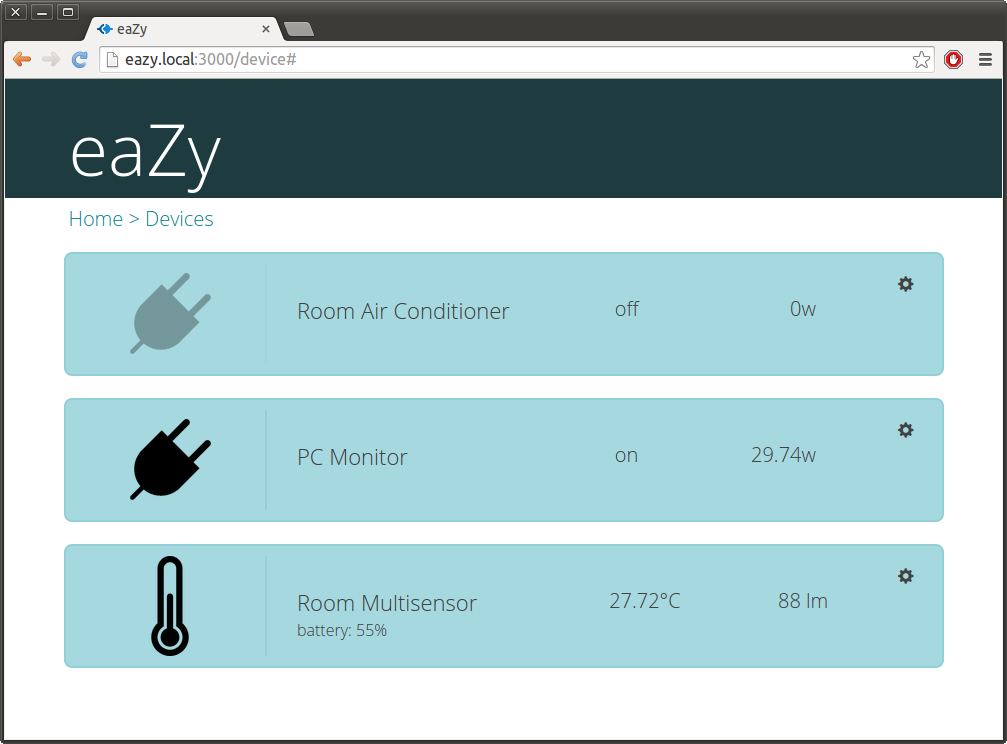 eaZy
eazy.local:3000/device#
eaZy
Home > Devices
Room Air Conditioner off 0w
PC Monitor on 29.74w
Room Multisensor 27.72°C 88 lm
battery: 55%